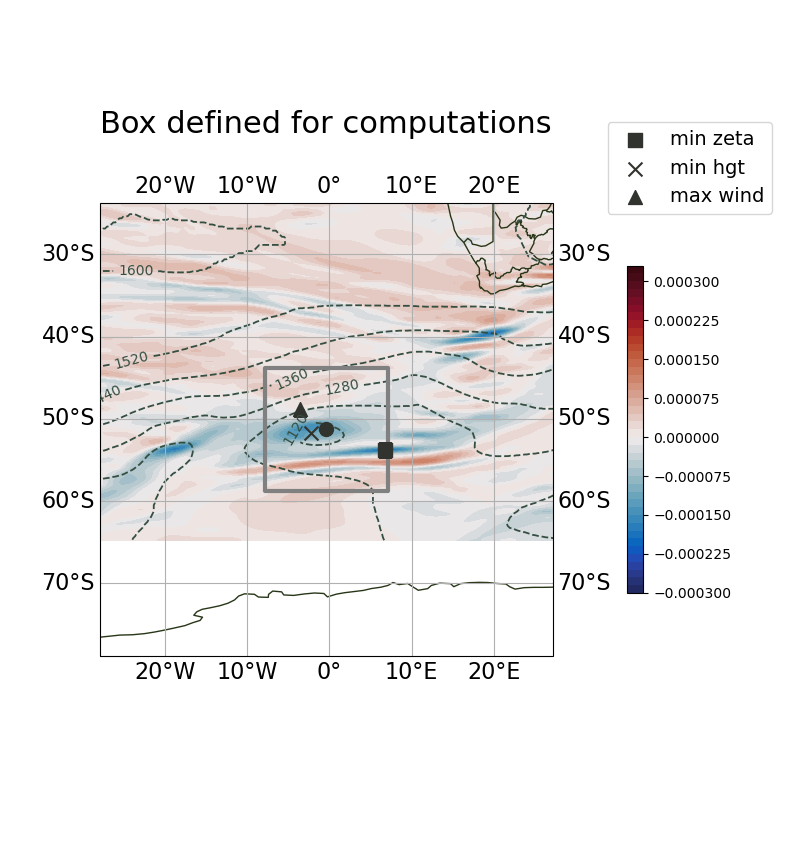 Box defined for computations
min zeta
min hgt
max wind
20°W 10°W 0° 10°E 20°E
30°S 30°S
1600
40°S 40°S
1520
1360
1280
40
50°S 50°S
1120
60°S 60°S
70°S 70°S
20°W 10°W 0° 10°E 20°E
0.000300
0.000225
0.000150
0.000075
0.000000
−0.000075
−0.000150
−0.000225
−0.000300